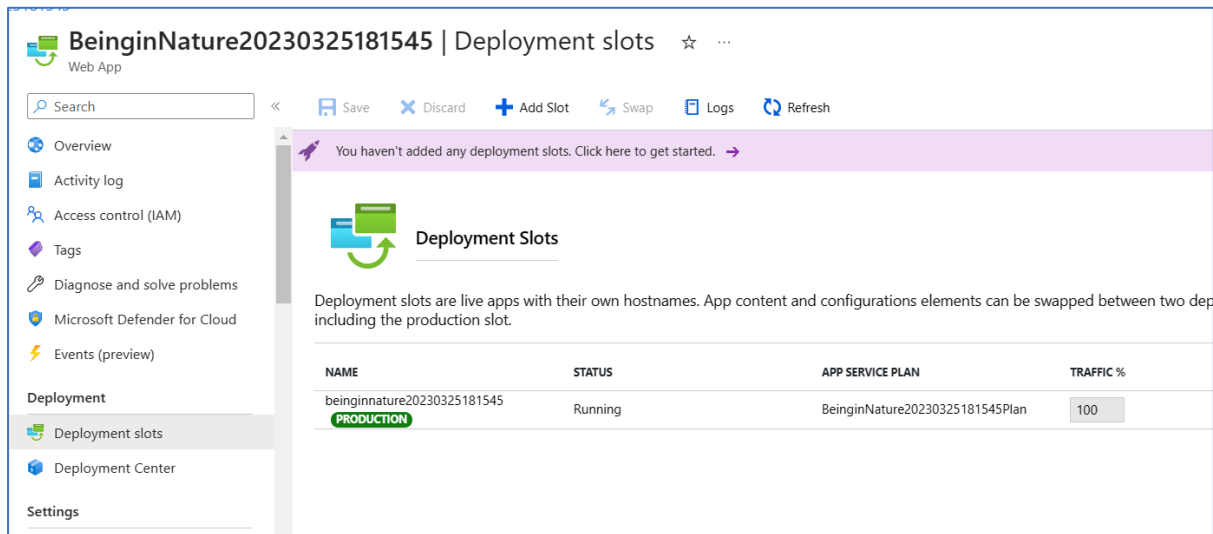 BeinginNature20230325181545 | Deployment slots
Web App
Search
Save Discard Add Slot Swap Logs Refresh
You haven't added any deployment slots. Click here to get started.
Overview
Activity log
Access control (IAM)
Tags
Diagnose and solve problems
Microsoft Defender for Cloud
Events (preview)
Deployment
Deployment slots
Deployment Center
Settings
Deployment Slots
Deployment slots are live apps with their own hostnames. App content and configurations elements can be swapped between two dep
including the production slot.
NAME STATUS APP SERVICE PLAN TRAFFIC %
beinginnature20230325181545 Running BeinginNature20230325181545Plan 100
PRODUCTION